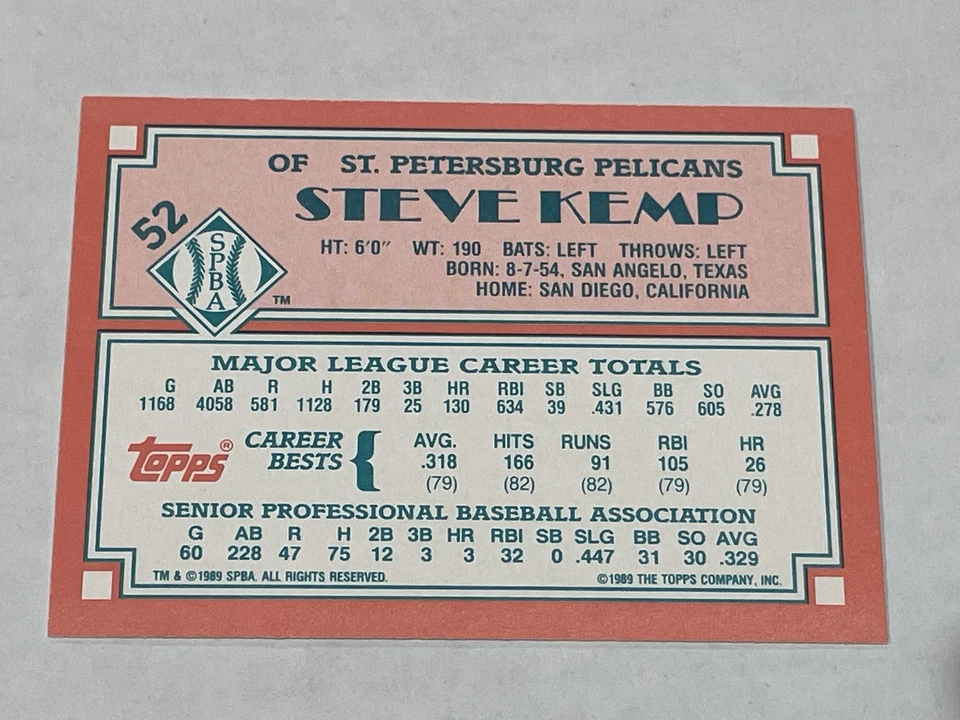 OF ST. PETERSBURG PELICANS
STEVE KEMP
52
SPBA
TM
HT: 6'0" WT: 190 BATS: LEFT THROWS: LEFT
BORN: 8-7-54, SAN ANGELO, TEXAS
HOME: SAN DIEGO, CALIFORNIA
MAJOR LEAGUE CAREER TOTALS
G AB R H 2B 3B HR RBI SB SLG BB SO AVG
1168 4058 581 1128 179 25 130 634 39 .431 576 605 .278
topps®
CAREER BESTS {
AVG. HITS RUNS RBI HR
.318 166 91 105 26
(79) (82) (82) (79) (79)
SENIOR PROFESSIONAL BASEBALL ASSOCIATION
G AB R H 2B 3B HR RBI SB SLG BB SO AVG
60 228 47 75 12 3 3 32 0 .447 31 30 .329
TM & ©1989 SPBA. ALL RIGHTS RESERVED. ©1989 THE TOPPS COMPANY, INC.